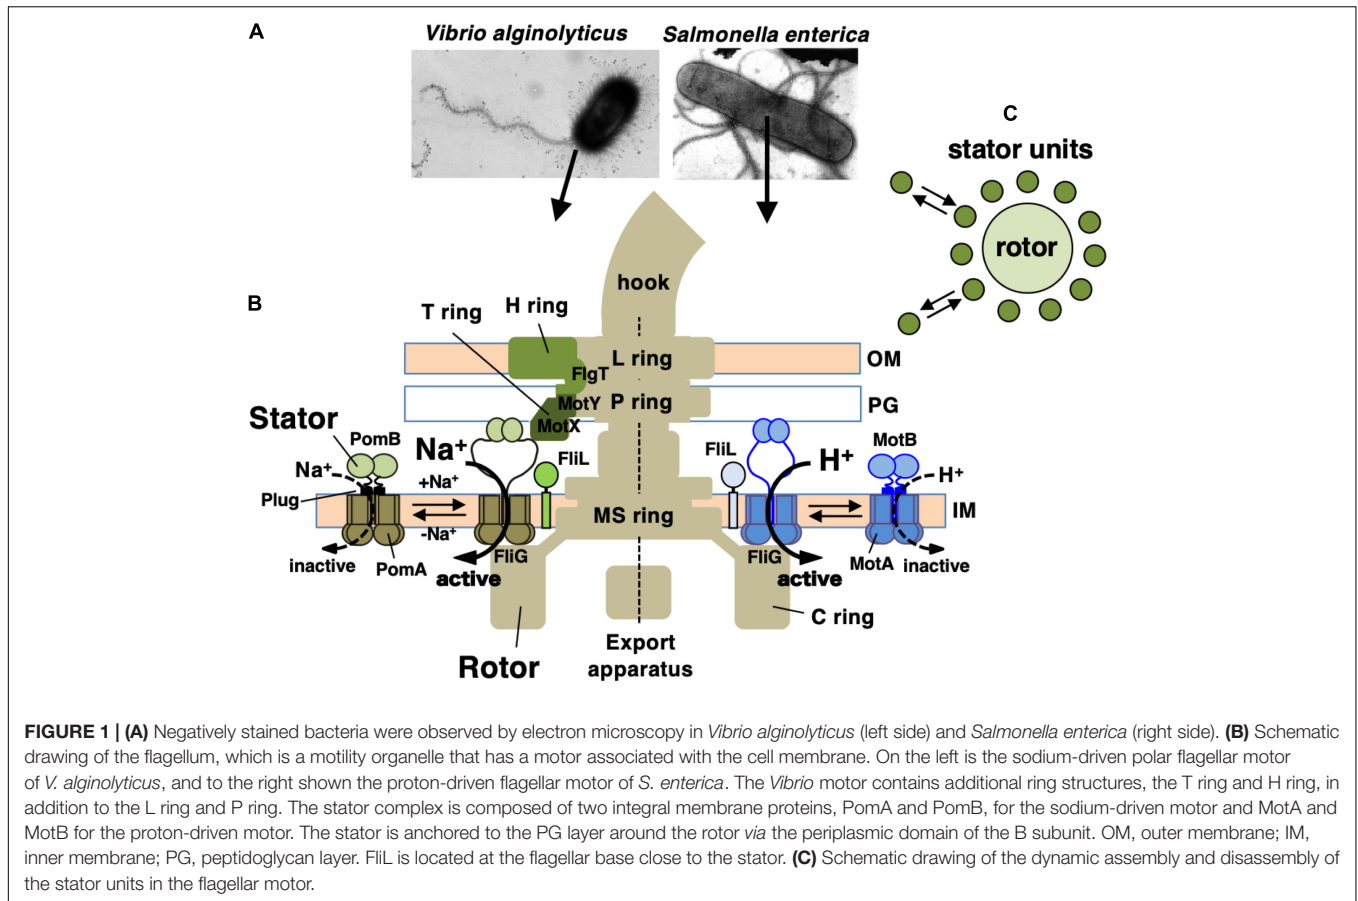 A
Vibrio alginolyticus
Salmonella enterica
C
stator units
rotor
B
hook
T ring
H ring
L ring
OM
FlgT
MotY
P ring
PG
MotX
Stator
PomB
Na+
FliL
FliL
H+
MotB
Na+
+Na+
H+
Plug
MS ring
IM
-Na+
inactive
PomA
active
FliG
FliG
active
MotA
inactive
C ring
Rotor
Export
apparatus
FIGURE 1 | (A) Negatively stained bacteria were observed by electron microscopy in Vibrio alginolyticus (left side) and Salmonella enterica (right side). (B) Schematic
drawing of the flagellum, which is a motility organelle that has a motor associated with the cell membrane. On the left is the sodium-driven polar flagellar motor
of V. alginolyticus, and to the right shown the proton-driven flagellar motor of S. enterica. The Vibrio motor contains additional ring structures, the T ring and H ring, in
addition to the L ring and P ring. The stator complex is composed of two integral membrane proteins, PomA and PomB, for the sodium-driven motor and MotA and
MotB for the proton-driven motor. The stator is anchored to the PG layer around the rotor via the periplasmic domain of the B subunit. OM, outer membrane; IM,
inner membrane; PG, peptidoglycan layer. FliL is located at the flagellar base close to the stator. (C) Schematic drawing of the dynamic assembly and disassembly of
the stator units in the flagellar motor.